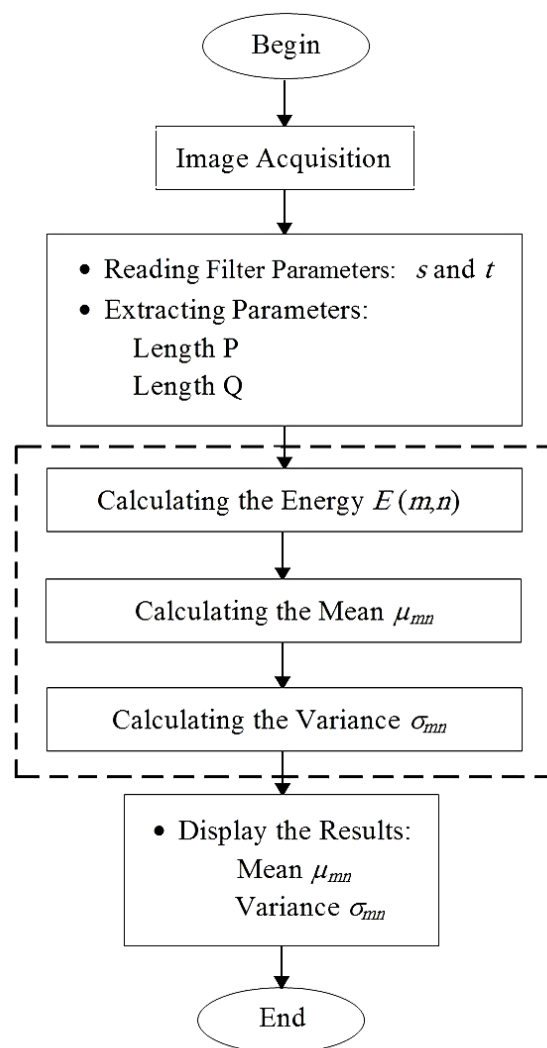 Begin
Image Acquisition
• Reading Filter Parameters: s and t
• Extracting Parameters:
Length P
Length Q
Calculating the Energy E (m,n)
Calculating the Mean μmn
Calculating the Variance σmn
• Display the Results:
Mean μmn
Variance σmn
End